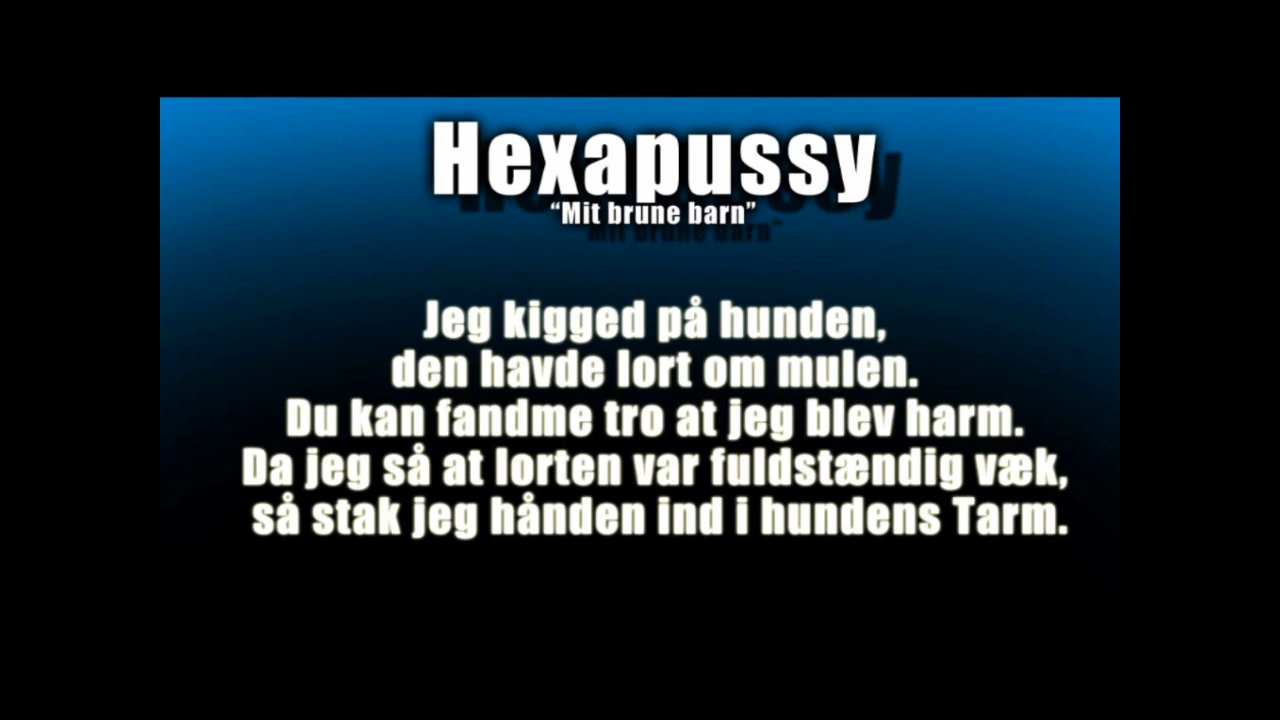 Hexapussy
“Mit brune barn”
Jeg kigged på hunden,
den havde lort om mulen.
Du kan fandme tro at jeg blev harm.
Da jeg så at lorten var fuldstændig væk,
så stak jeg hånden ind i hundens Tarm.